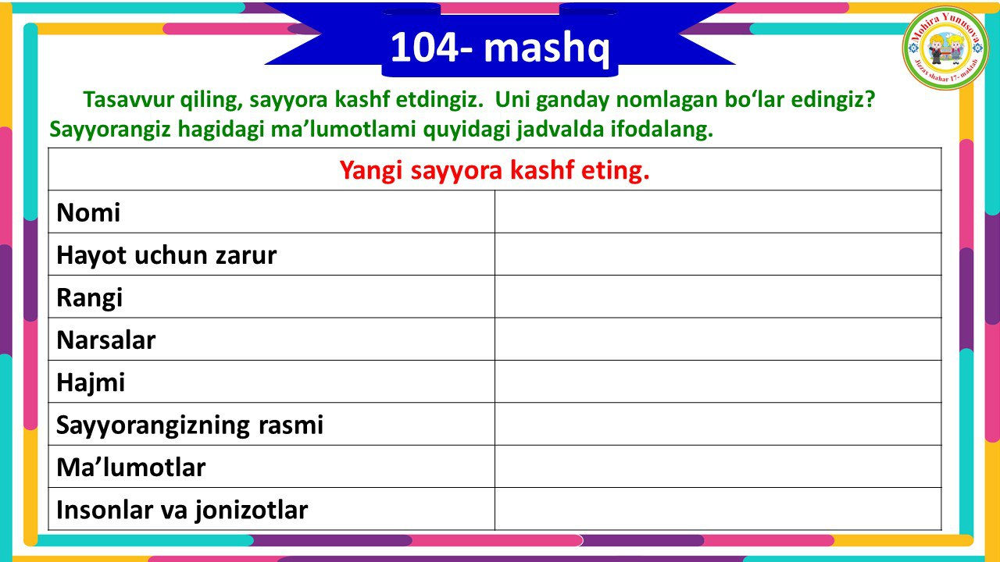 104- mashq
Mohira Yunusova
Jizzax shahar 17- maktab
Tasavvur qiling, sayyora kashf etdingiz. Uni ganday nomlagan bo‘lar edingiz?
Sayyorangiz hagidagi ma’lumotlami quyidagi jadvalda ifodalang.
Yangi sayyora kashf eting.
Nomi
Hayot uchun zarur
Rangi
Narsalar
Hajmi
Sayyorangizning rasmi
Ma’lumotlar
Insonlar va jonizotlar